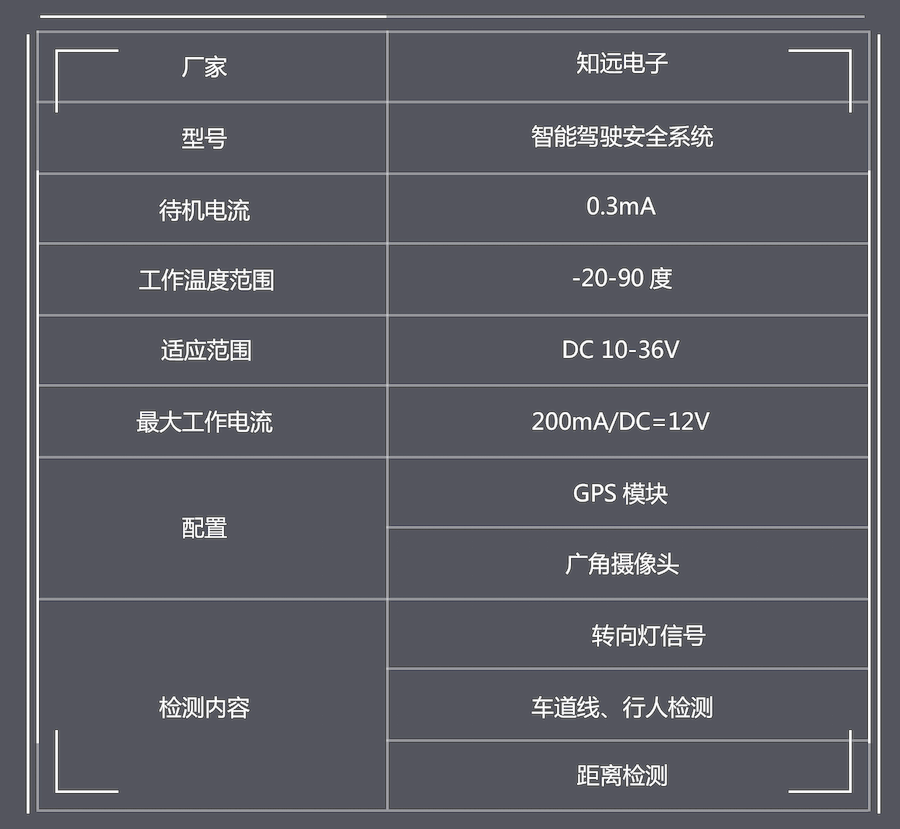 厂家 知远电子
型号 智能驾驶安全系统
待机电流 0.3mA
工作温度范围 -20-90 度
适应范围 DC 10-36V
最大工作电流 200mA/DC=12V
配置 GPS 模块
广角摄像头
检测内容 转向灯信号
车道线、行人检测
距离检测